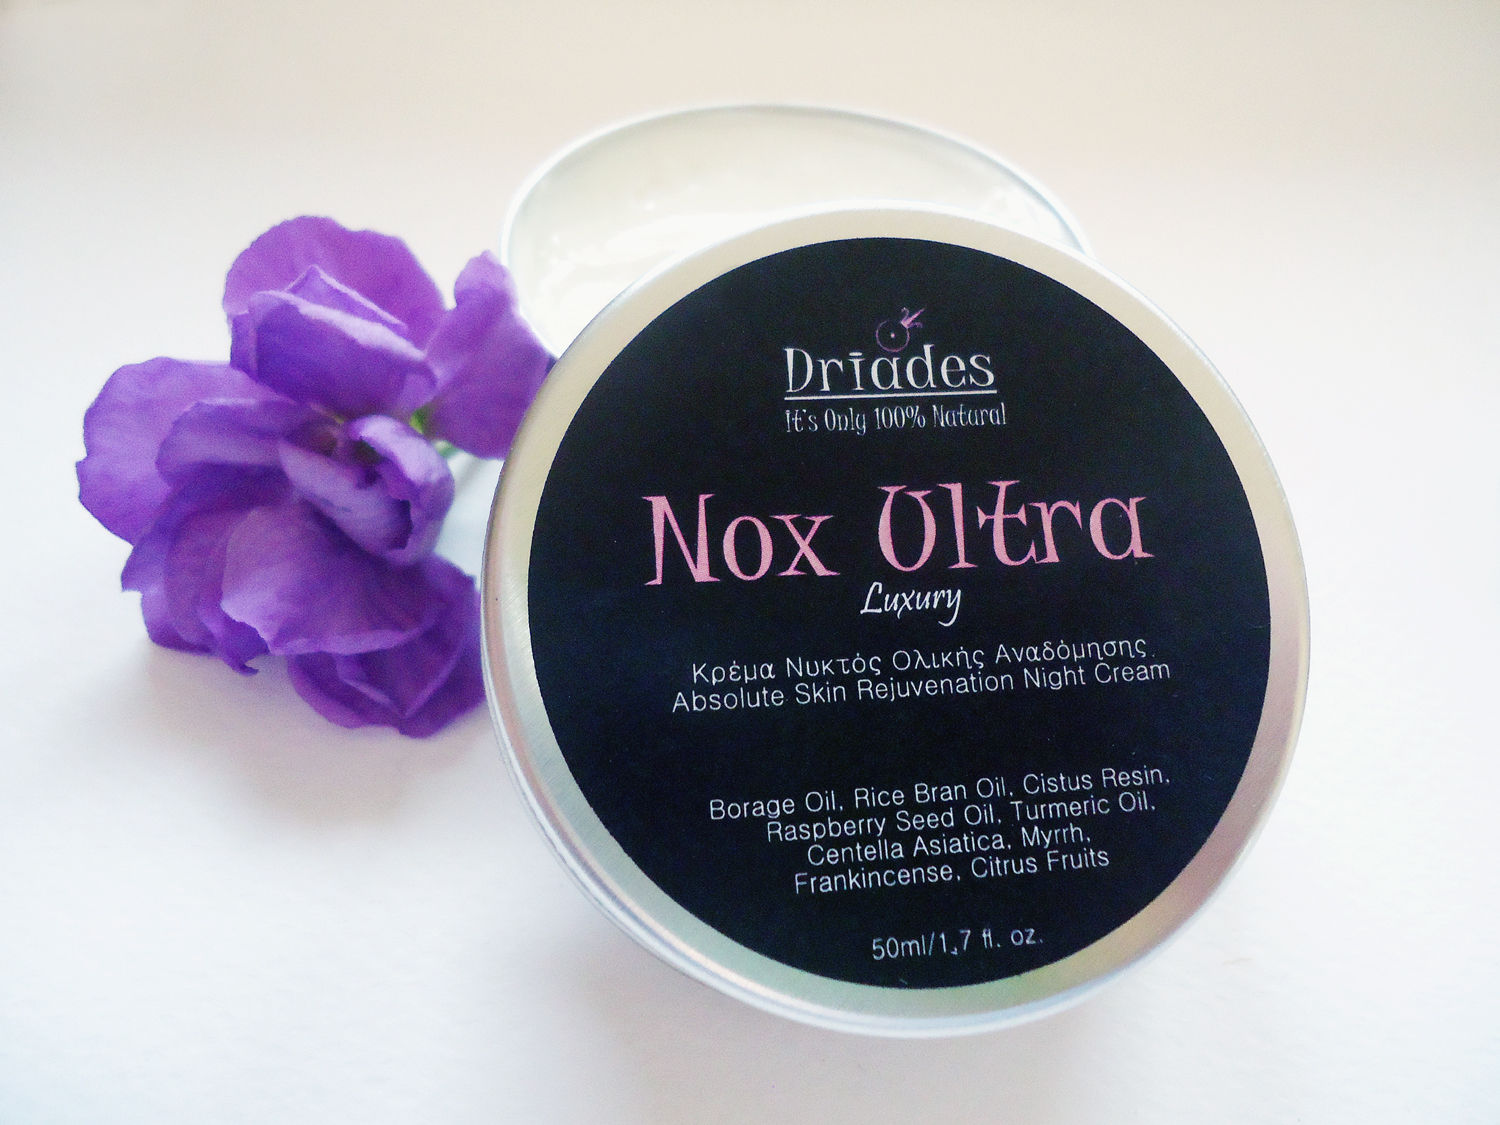 Driades
It's Only 100% Natural
Nox Ultra
Luxury
Κρέμα Νυκτός Ολικής Αναδόμησης.
Absolute Skin Rejuvenation Night Cream
Borage Oil, Rice Bran Oil, Cistus Resin,
Raspberry Seed Oil, Turmeric Oil,
Centella Asiatica, Myrrh,
Frankincense, Citrus Fruits
50ml/1,7 fl. oz.